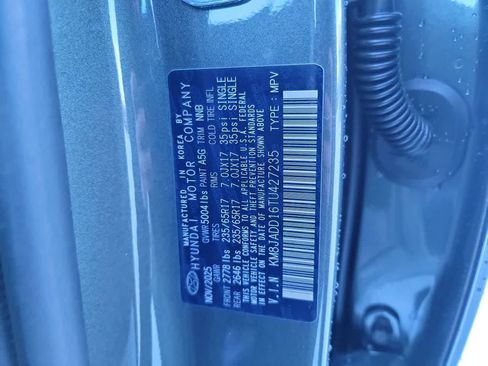 MANUFACTURED IN KOREA BY
HYUNDAI MOTOR COMPANY
GVWR 5004 lbs PAINT A5G TRIM NNB
NOV/2025 GAWR TIRES RIMS COLD TIRE INFL
FRONT 2778 lbs 235/65R17 7.0JX17 35psi SINGLE
REAR 2646 lbs 235/65R17 7.0JX17 35psi SINGLE
THIS VEHICLE CONFORMS TO ALL APPLICABLE U.S.A. FEDERAL
MOTOR VEHICLE SAFETY AND THEFT PREVENTION STANDARDS
IN EFFECT ON THE DATE OF MANUFACTURE SHOWN ABOVE
V.I.N KM8JADD16TU427235 TYPE: MPV